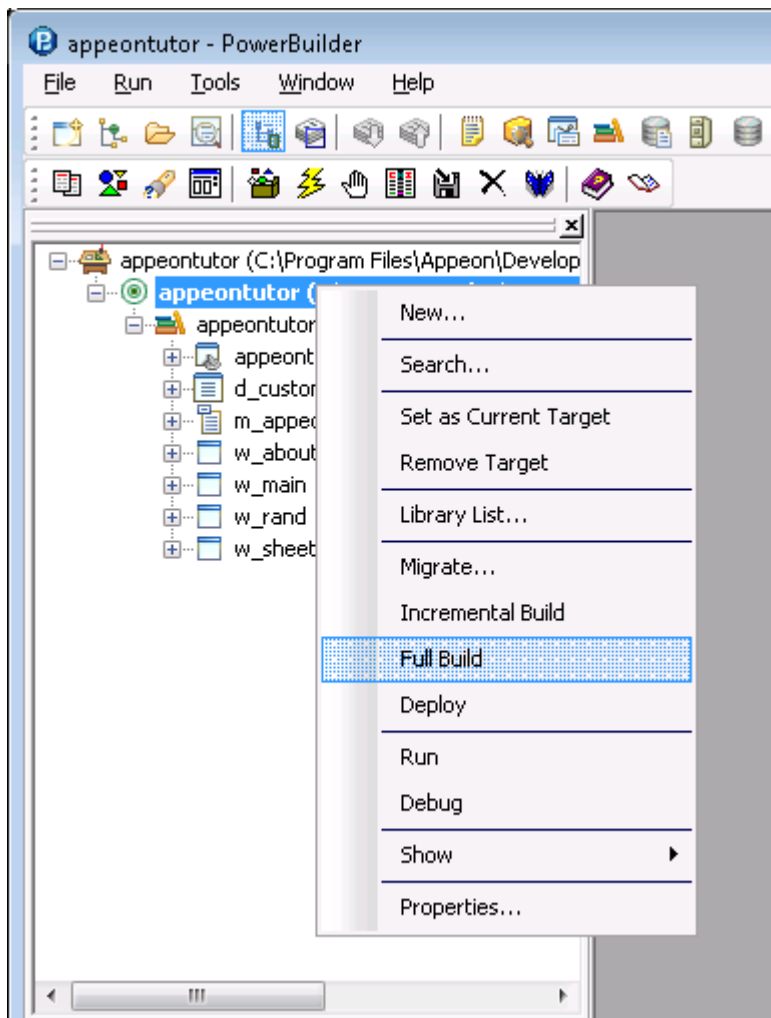 appeontutor - PowerBuilder
File Run Tools Window Help
appeontutor (C:\Program Files\Appeon\Develop
appeontutor (
appeontutor
appeont
d_custor
m_appeo
w_about
w_main
w_rand
w_sheet
New...
Search...
Set as Current Target
Remove Target
Library List...
Migrate...
Incremental Build
Full Build
Deploy
Run
Debug
Show
Properties...